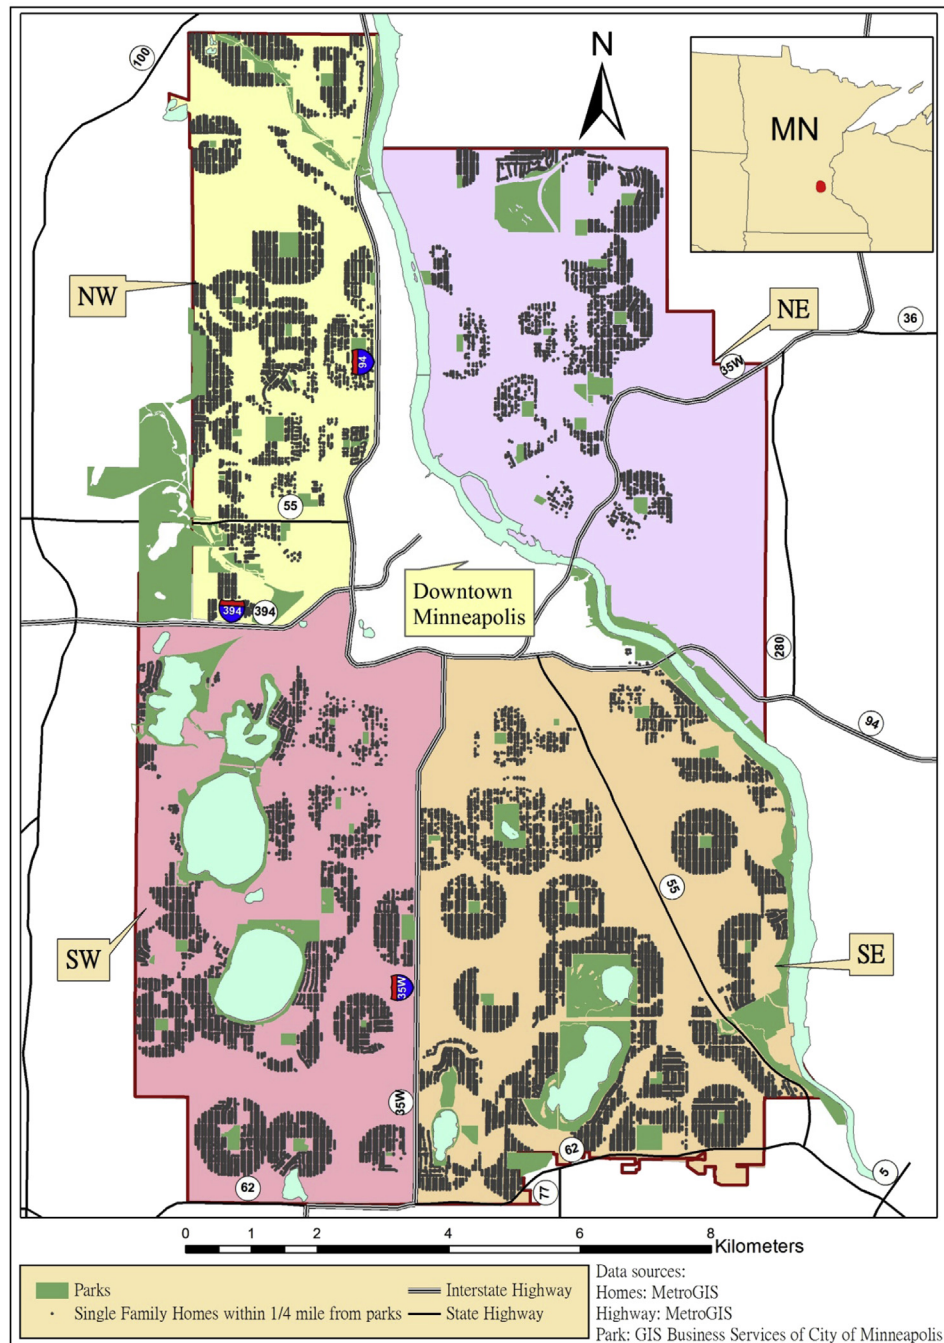 100
N
MN
NW
NE
36
35W
94
55
Downtown
Minneapolis
394
394
280
94
55
SW
SE
35W
35W
62
62
77
5
0
1
2
4
6
8
Kilometers
Parks
Single Family Homes within 1/4 mile from parks
Interstate Highway
State Highway
Data sources:
Homes: MetroGIS
Highway: MetroGIS
Park: GIS Business Services of City of Minneapolis